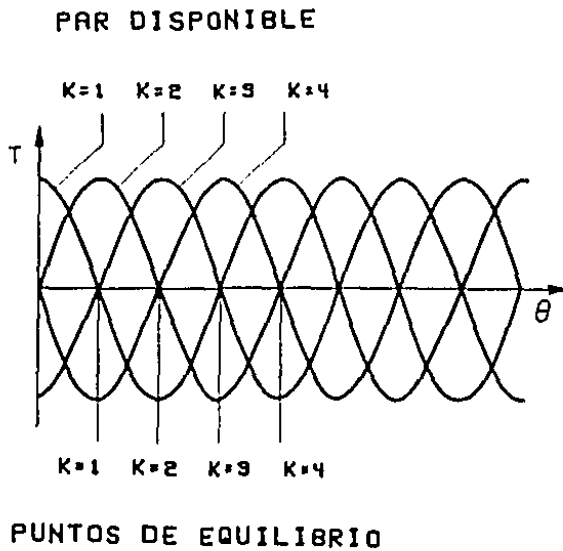 PAR DISPONIBLE
K=1 K=2 K=3 K=4
T
θ
K=1 K=2 K=3 K=4
PUNTOS DE EQUILIBRIO